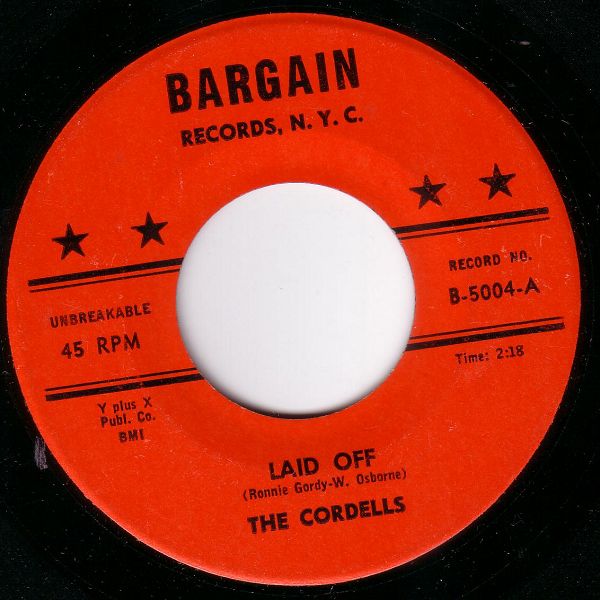 BARGAIN
RECORDS, N. Y. C.
UNBREAKABLE
45 RPM
Y plus X
Publ. Co.
BMI
RECORD NO.
B-5004-A
Time: 2:18
LAID OFF
(Ronnie Gordy-W. Osborne)
THE CORDELLS